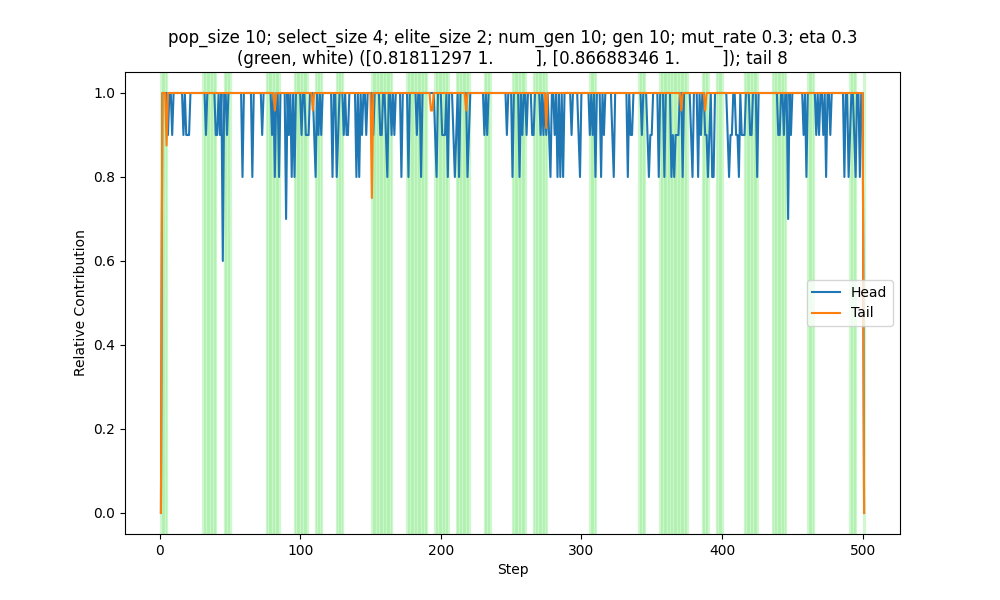 pop_size 10; select_size 4; elite_size 2; num_gen 10; gen 10; mut_rate 0.3; eta 0.3
(green, white) ([0.81811297 1.         ], [0.86688346 1.         ]); tail 8
1.0
0.8
0.6
0.4
0.2
0.0
Relative Contribution
Head
Tail
0 100 200 300 400 500
Step